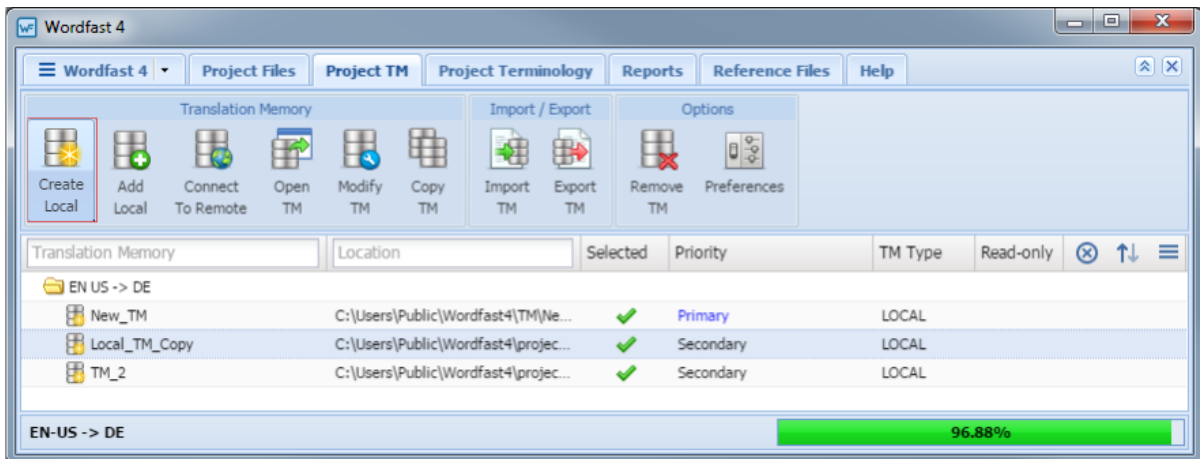 Wordfast 4
Wordfast 4 Project Files Project TM Project Terminology Reports Reference Files Help
Translation Memory Import / Export Options
Create Local
Add Local
Connect To Remote
Open TM
Modify TM
Copy TM
Import TM
Export TM
Remove TM
Preferences
Translation Memory Location Selected Priority TM Type Read-only
EN US -> DE
New_TM C:\Users\Public\Wordfast4\TM\Ne... Primary LOCAL
Local_TM_Copy C:\Users\Public\Wordfast4\projec... Secondary LOCAL
TM_2 C:\Users\Public\Wordfast4\projec... Secondary LOCAL
EN-US -> DE 96.88%